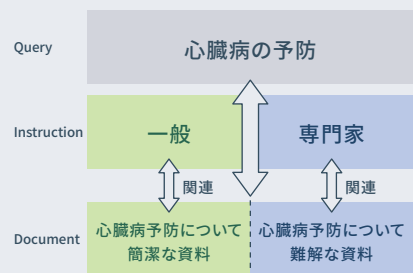 Query
心臓病の予防
Instruction
一般
専門家
関連
関連
Document
心臓病予防について
簡潔な資料
心臓病予防について
難解な資料